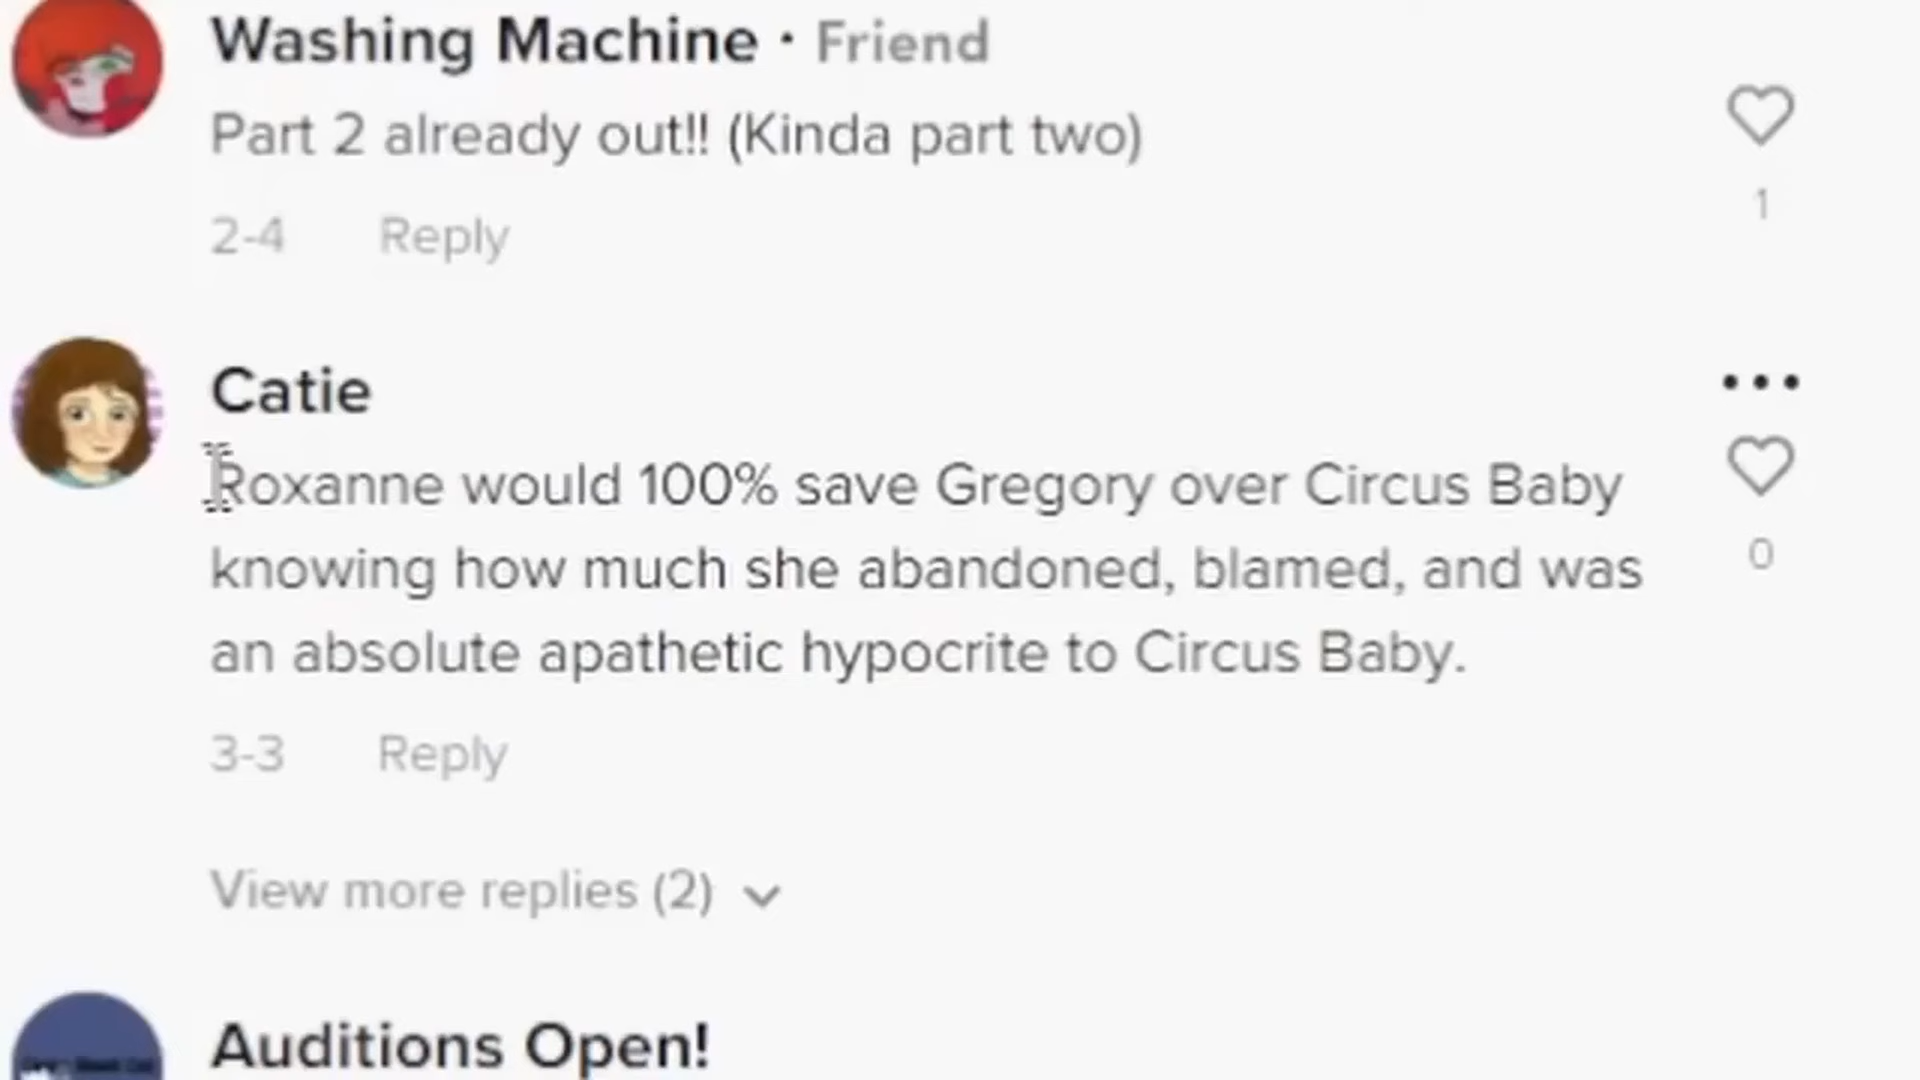 Washing Machine · Friend
Part 2 already out!! (Kinda part two)
1
2-4 Reply
Catie
Roxanne would 100% save Gregory over Circus Baby
knowing how much she abandoned, blamed, and was
0
an absolute apathetic hypocrite to Circus Baby.
3-3 Reply
View more replies (2)
Auditions Open!